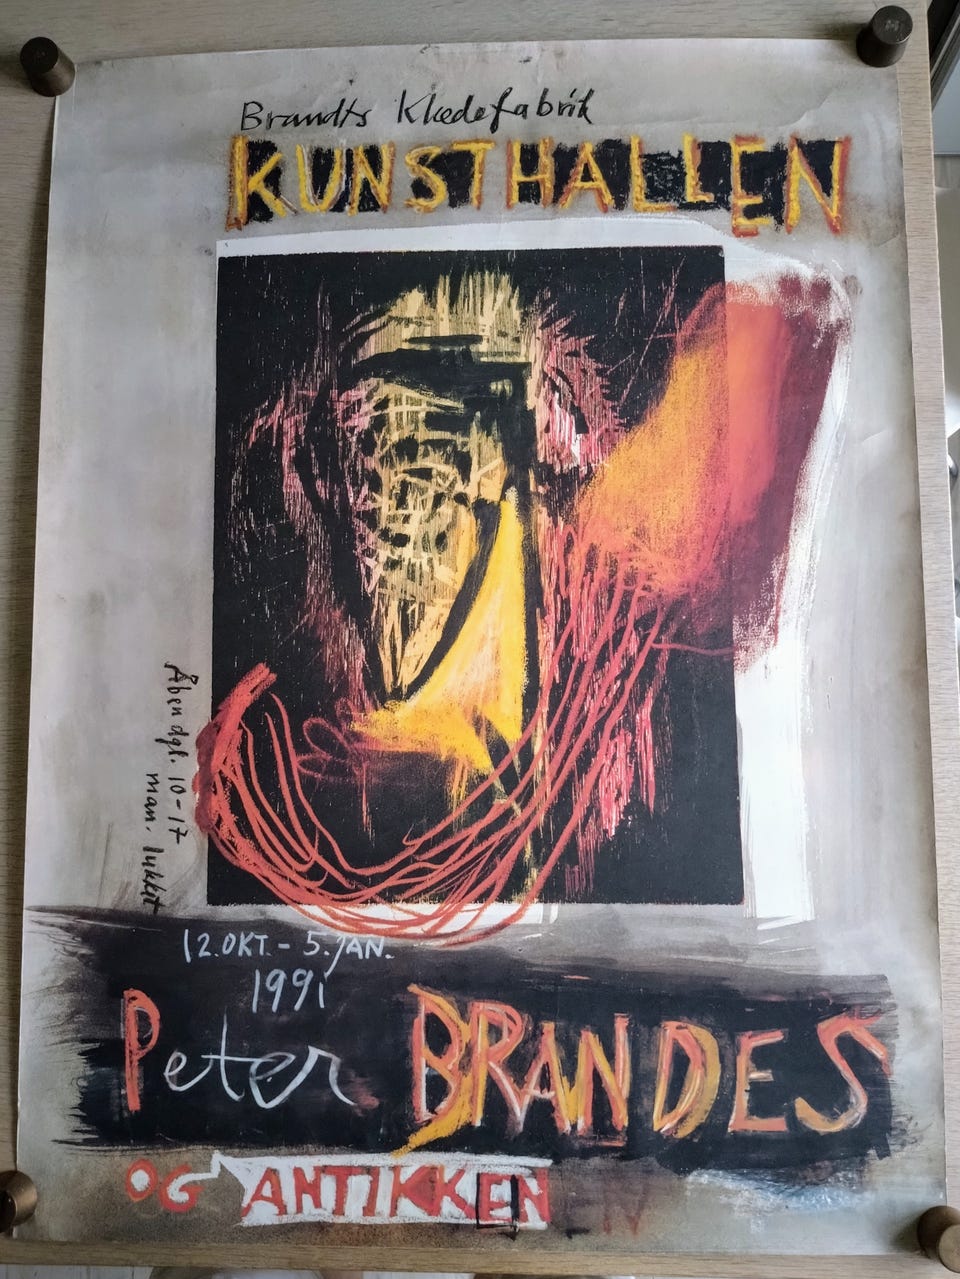 Brandts Klædefabrik
KUNSTHALLEN
Åben dgl. 10-17
man. lukket
12. OKT. - 5. JAN.
1991
Peter BRANDES
OG ANTIKKEN